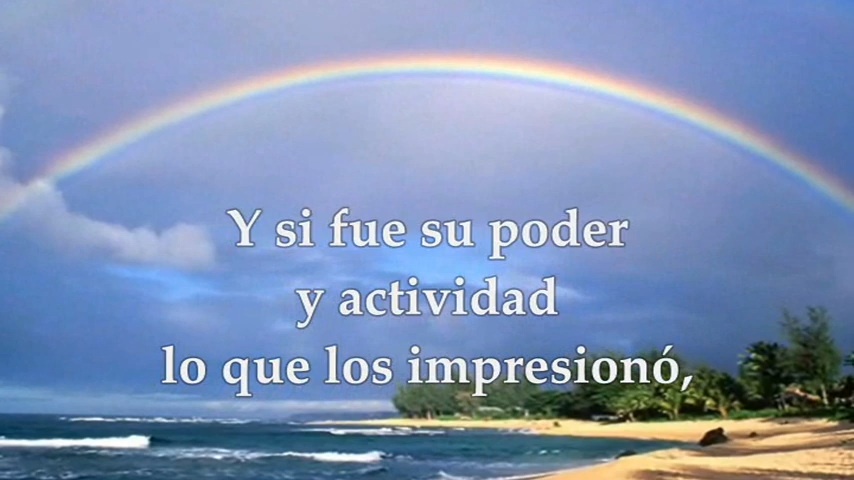 Y si fue su poder
y actividad
lo que los impresionó,